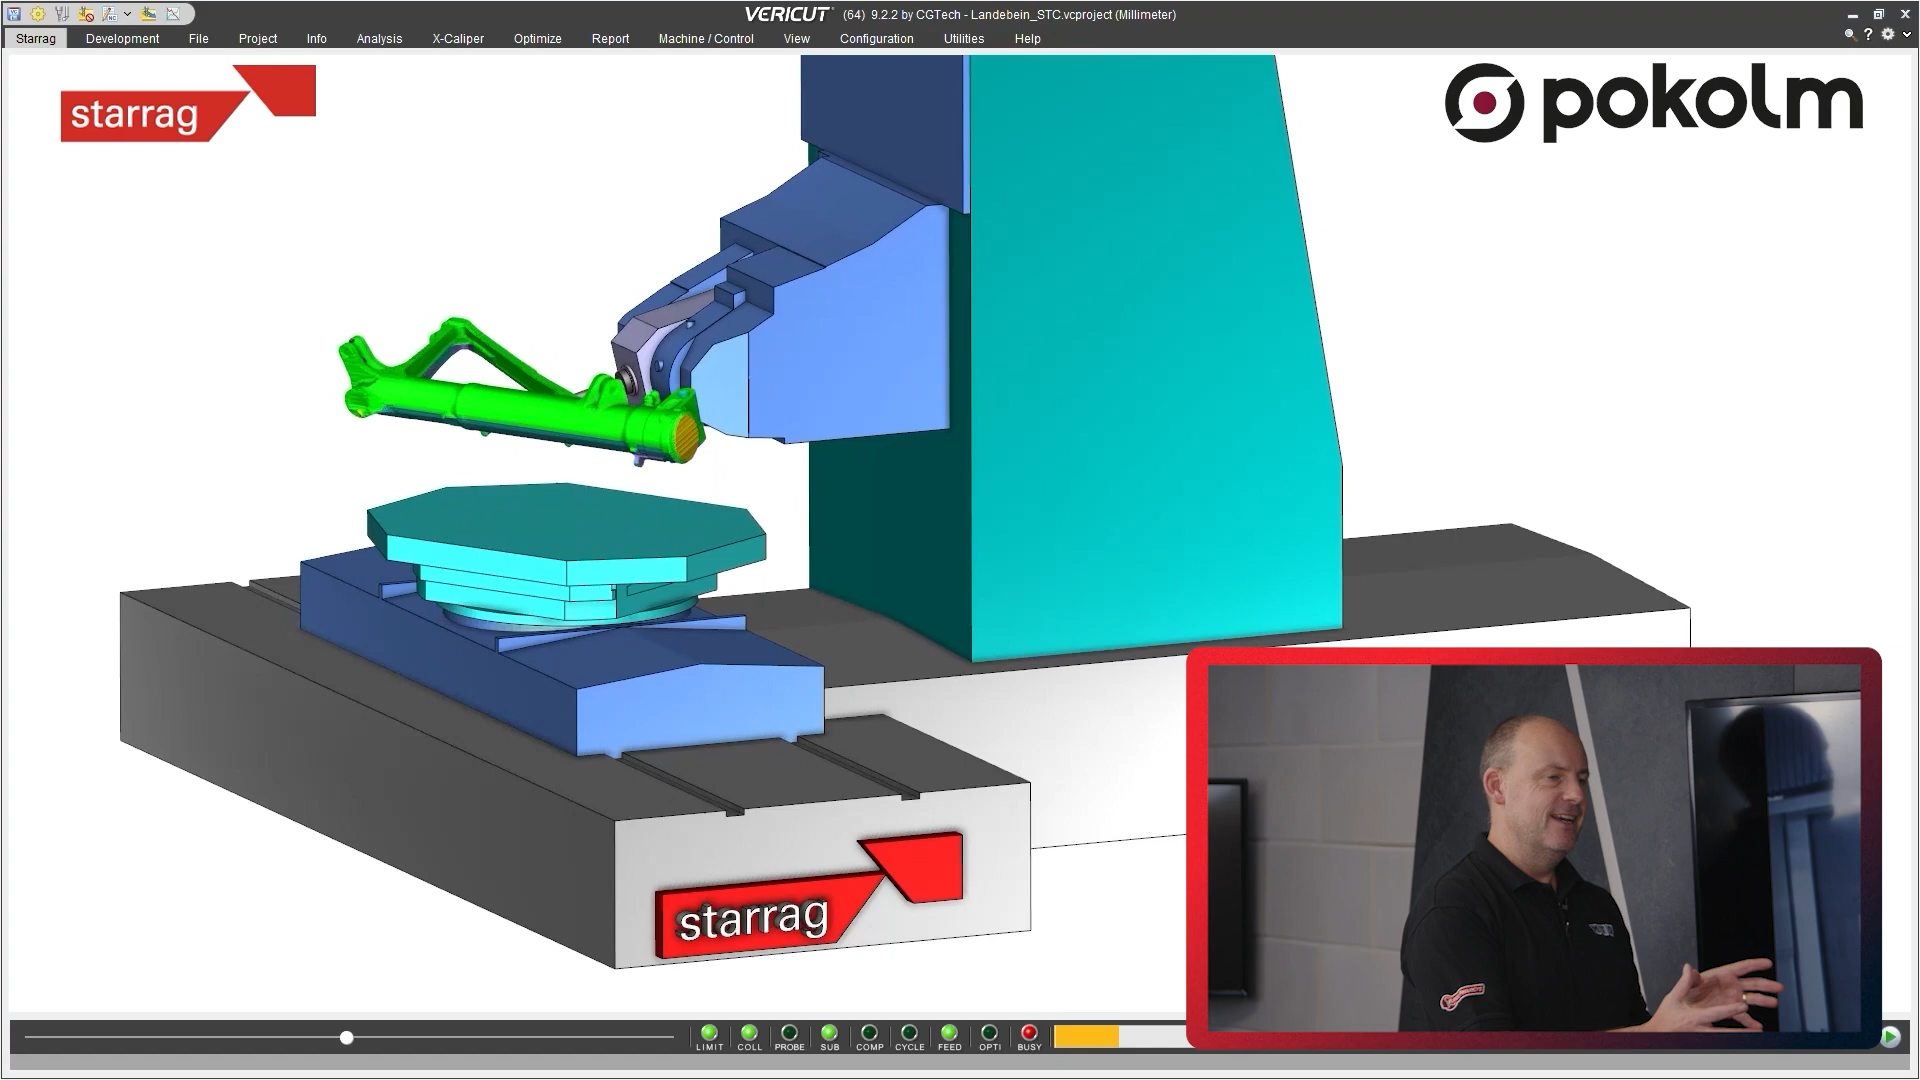 VERICUT (64) 9.2.2 by CGTech - Landebein_STC.vcproject (Millimeter)
Starrag Development File Project Info Analysis X-Caliper Optimize Report Machine / Control View Configuration Utilities Help
starrag
pokolm
starrag
LIMIT COLL PROBE SUB COMP CYCLE FEED OPTI BUSY